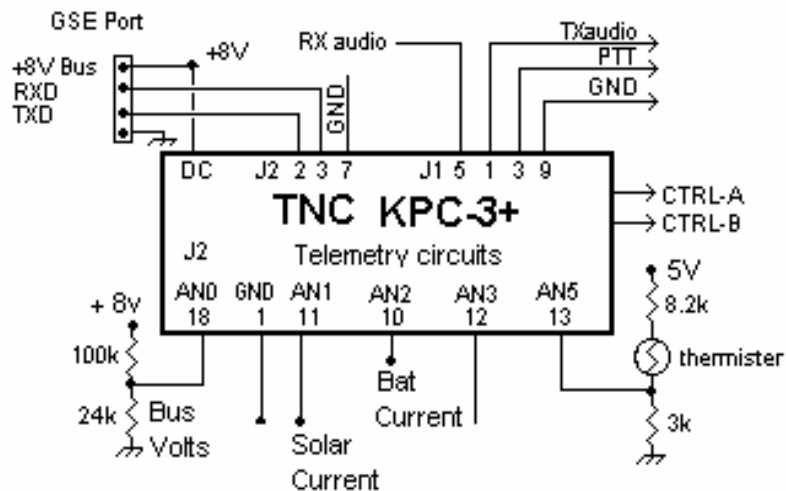 GSE Port
+8V Bus
RXD
TXD
+8V
RX audio
TXaudio
PTT
GND
GND
DC J2 2 3 7 J1 5 1 3 9
TNC KPC-3+
CTRL-A
CTRL-B
J2 Telemetry circuits
AN0 GND AN1 AN2 AN3 AN5
18 1 11 10 12 13
+ 8v
100k
24k
Bus
Volts
Solar
Current
Bat
Current
5V
8.2k
thermister
3k